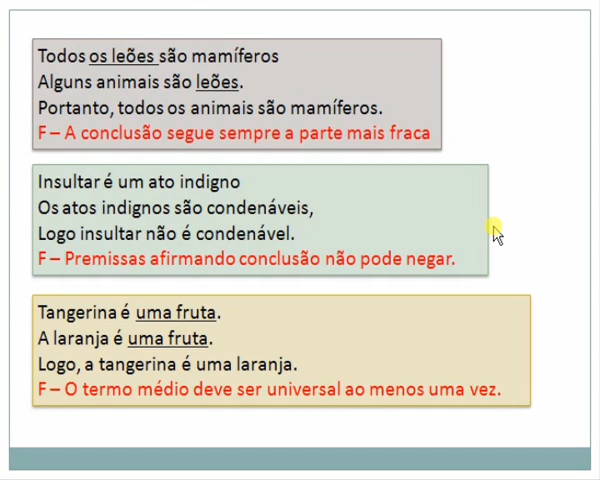 Todos os leões são mamíferos
Alguns animais são leões.
Portanto, todos os animais são mamíferos.
F – A conclusão segue sempre a parte mais fraca
Insultar é um ato indigno
Os atos indignos são condenáveis,
Logo insultar não é condenável.
F – Premissas afirmando conclusão não pode negar.
Tangerina é uma fruta.
A laranja é uma fruta.
Logo, a tangerina é uma laranja.
F – O termo médio deve ser universal ao menos uma vez.